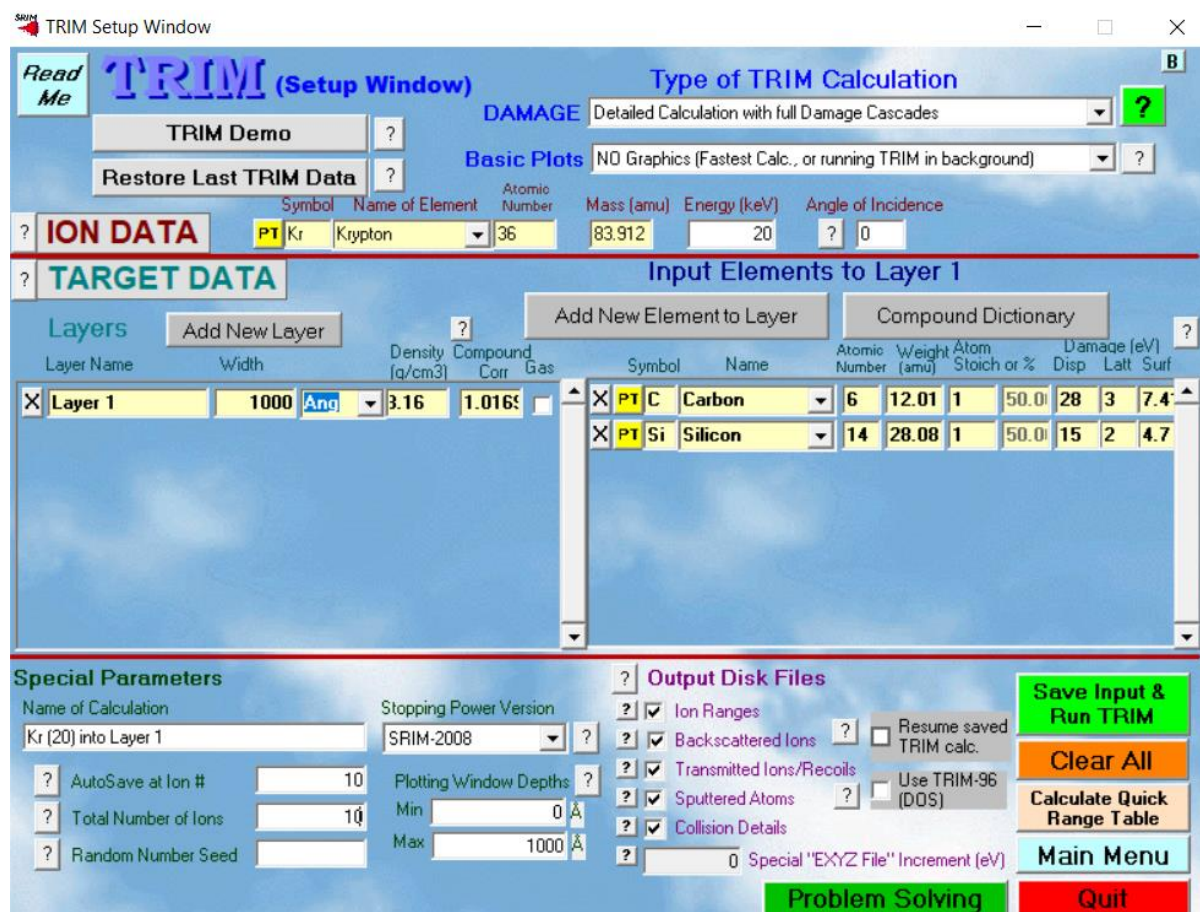 SRIM TRIM Setup Window
B
Read Me
TRIM (Setup Window)
Type of TRIM Calculation
DAMAGE Detailed Calculation with full Damage Cascades ?
TRIM Demo ?
Basic Plots NO Graphics (Fastest Calc., or running TRIM in background) ?
Restore Last TRIM Data ?
Symbol Name of Element Atomic Number Mass (amu) Energy (keV) Angle of Incidence
? ION DATA PT Kr Krypton 36 83.912 20 ? 0
? TARGET DATA
Input Elements to Layer 1
Layers Add New Layer ?
Add New Element to Layer Compound Dictionary ?
Layer Name Width Density (g/cm3) Compound Corr Gas
Symbol Name Atomic Number Weight (amu) Atom Stoich or % Damage (eV) Disp Latt Surf
X Layer 1 1000 Ang 3.16 1.016
X PT C Carbon 6 12.01 1 50.0 28 3 7.4
X PT Si Silicon 14 28.08 1 50.0 15 2 4.7
Special Parameters
Name of Calculation
Kr (20) into Layer 1
Stopping Power Version
SRIM-2008 ?
? AutoSave at Ion # 10
? Total Number of Ions 10
? Random Number Seed
Plotting Window Depths ?
Min 0 Å
Max 1000 Å
? Output Disk Files
? Ion Ranges
? Backscattered Ions
? Transmitted Ions/Recoils
? Sputtered Atoms
? Collision Details
? 0 Special "EXYZ File" Increment (eV)
? Resume saved TRIM calc.
? Use TRIM-96 (DOS)
Save Input & Run TRIM
Clear All
Calculate Quick Range Table
Main Menu
Problem Solving
Quit